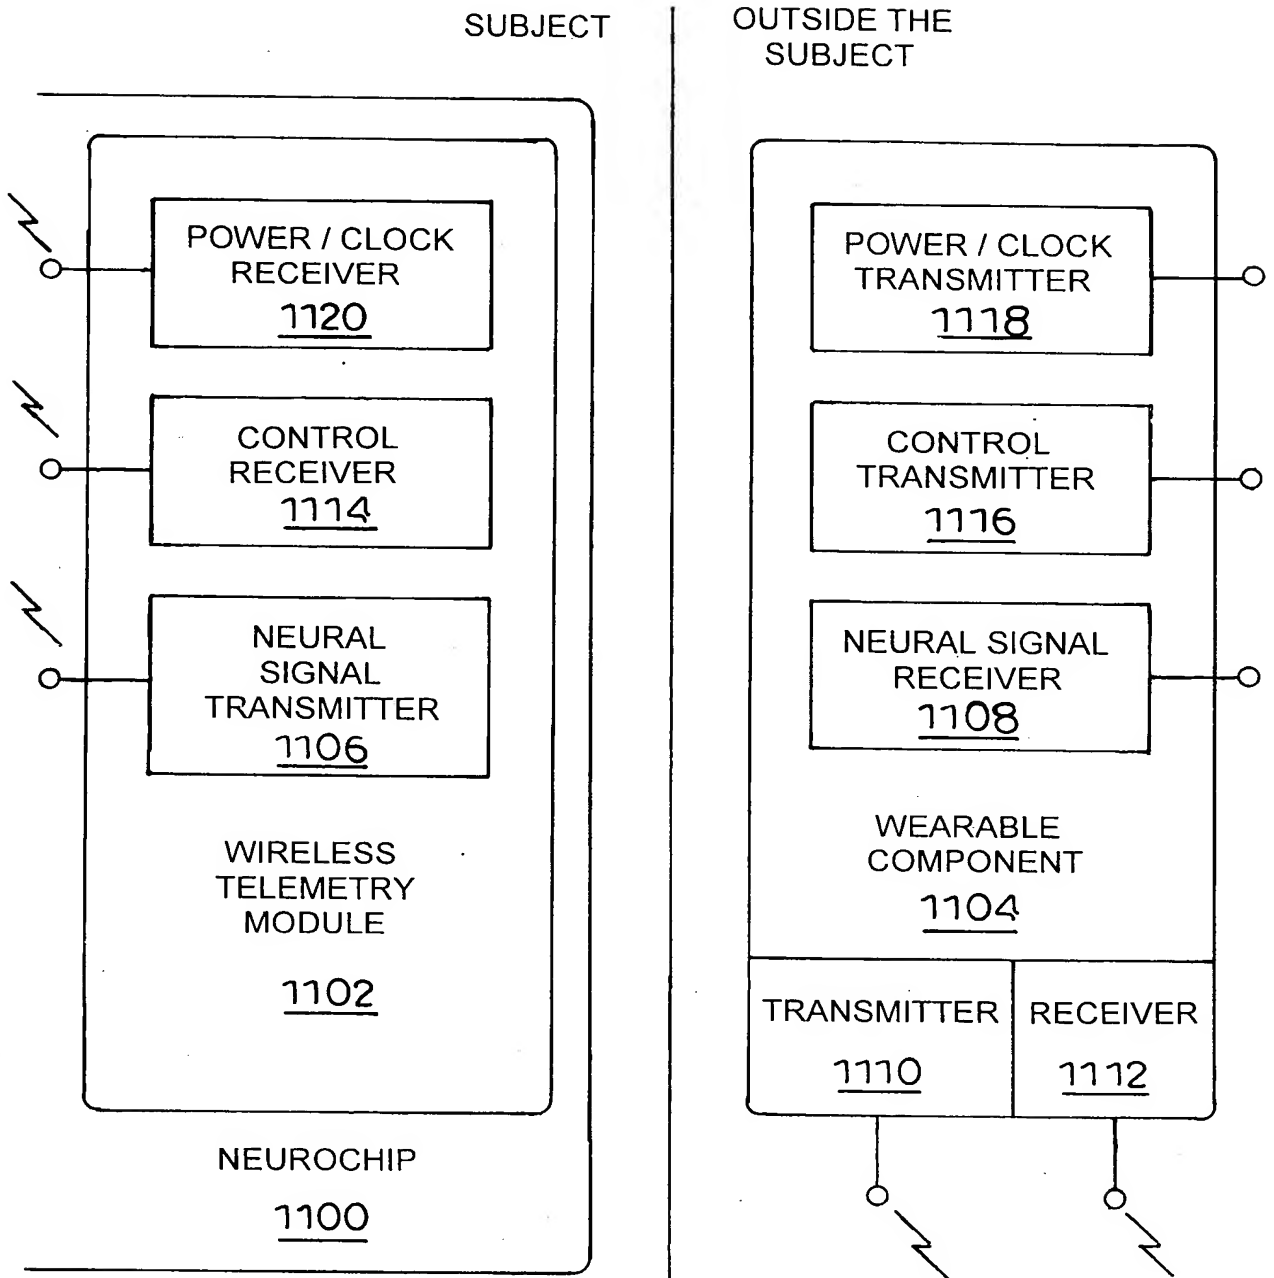 SUBJECT
OUTSIDE THE
SUBJECT
POWER / CLOCK
RECEIVER
1120
CONTROL
RECEIVER
1114
NEURAL
SIGNAL
TRANSMITTER
1106
WIRELESS
TELEMETRY
MODULE
1102
NEUROCHIP
1100
POWER / CLOCK
TRANSMITTER
1118
CONTROL
TRANSMITTER
1116
NEURAL SIGNAL
RECEIVER
1108
WEARABLE
COMPONENT
1104
TRANSMITTER
1110
RECEIVER
1112